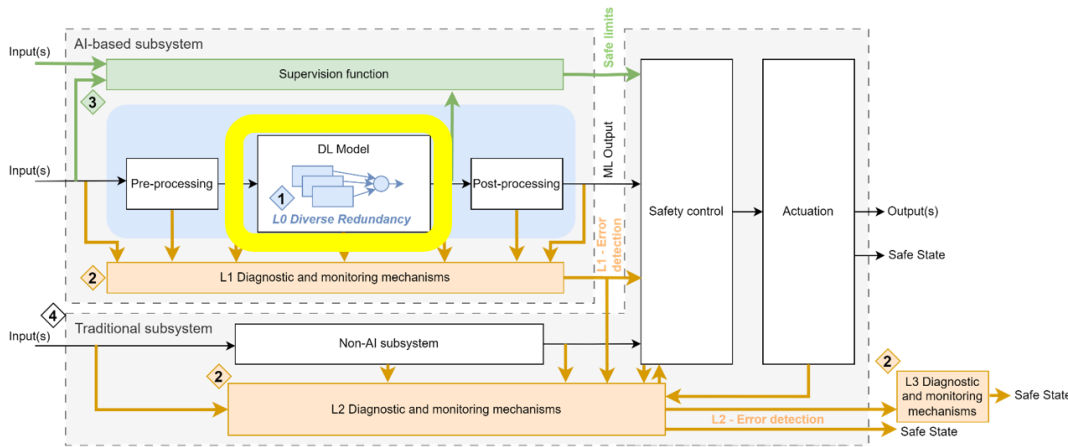 AI-based subsystem
Input(s)
Safe limits
Supervision function
3
DL Model
Input(s)
Pre-processing
1
L0 Diverse Redundancy
Post-processing
ML Output
Safety control
Actuation
Output(s)
Safe State
L1 - Error
detection
2
L1 Diagnostic and monitoring mechanisms
4
Traditional subsystem
Input(s)
Non-AI subsystem
2
L2 Diagnostic and monitoring mechanisms
L2 - Error detection
Safe State
2
L3 Diagnostic
and monitoring
mechanisms
Safe State